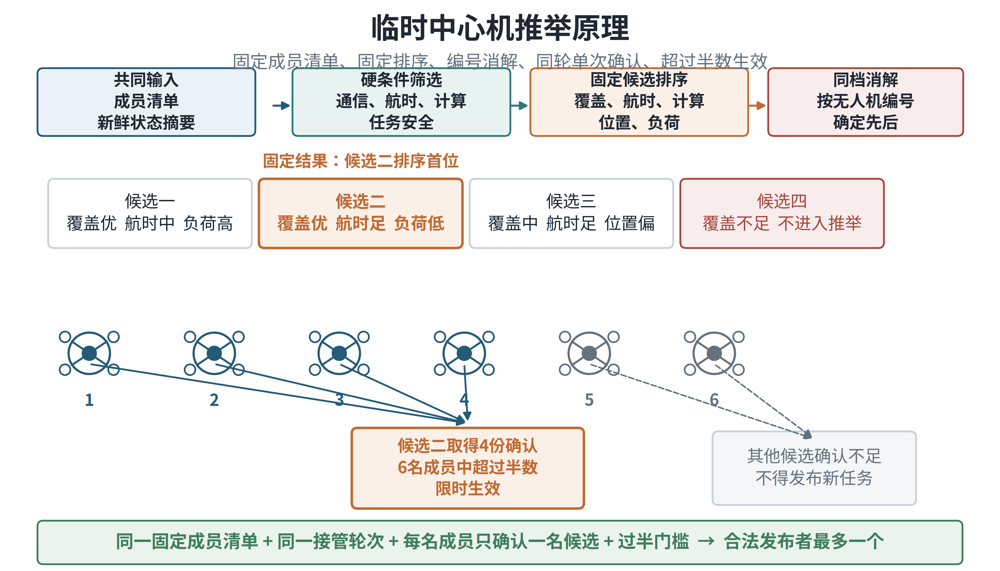 临时中心机推举原理
固定成员清单、固定排序、编号消解、同轮单次确认、超过半数生效
共同输入
成员清单
新鲜状态摘要
硬条件筛选
通信、航时、计算
任务安全
固定候选排序
覆盖、航时、计算
位置、负荷
同档消解
按无人机编号
确定先后
固定结果：候选二排序首位
候选一
覆盖优 航时中 负荷高
候选二
覆盖优 航时足 负荷低
候选三
覆盖中 航时足 位置偏
候选四
覆盖不足 不进入推举
1
2
3
4
5
6
候选二取得4份确认
6名成员中超过半数
限时生效
其他候选确认不足
不得发布新任务
同一固定成员清单 + 同一接管轮次 + 每名成员只确认一名候选 + 过半门槛 → 合法发布者最多一个